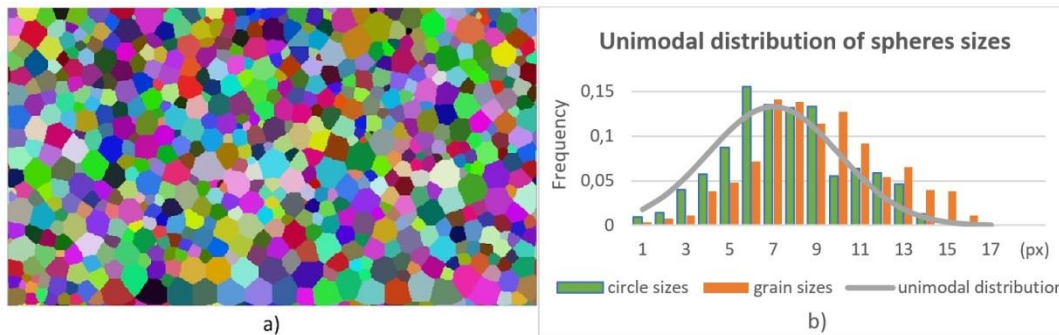 Unimodal distribution of spheres sizes
0,15
0,1
0,05
0
Frequency
1 3 5 7 9 11 13 15 17 (px)
circle sizes grain sizes unimodal distribution
a) b)